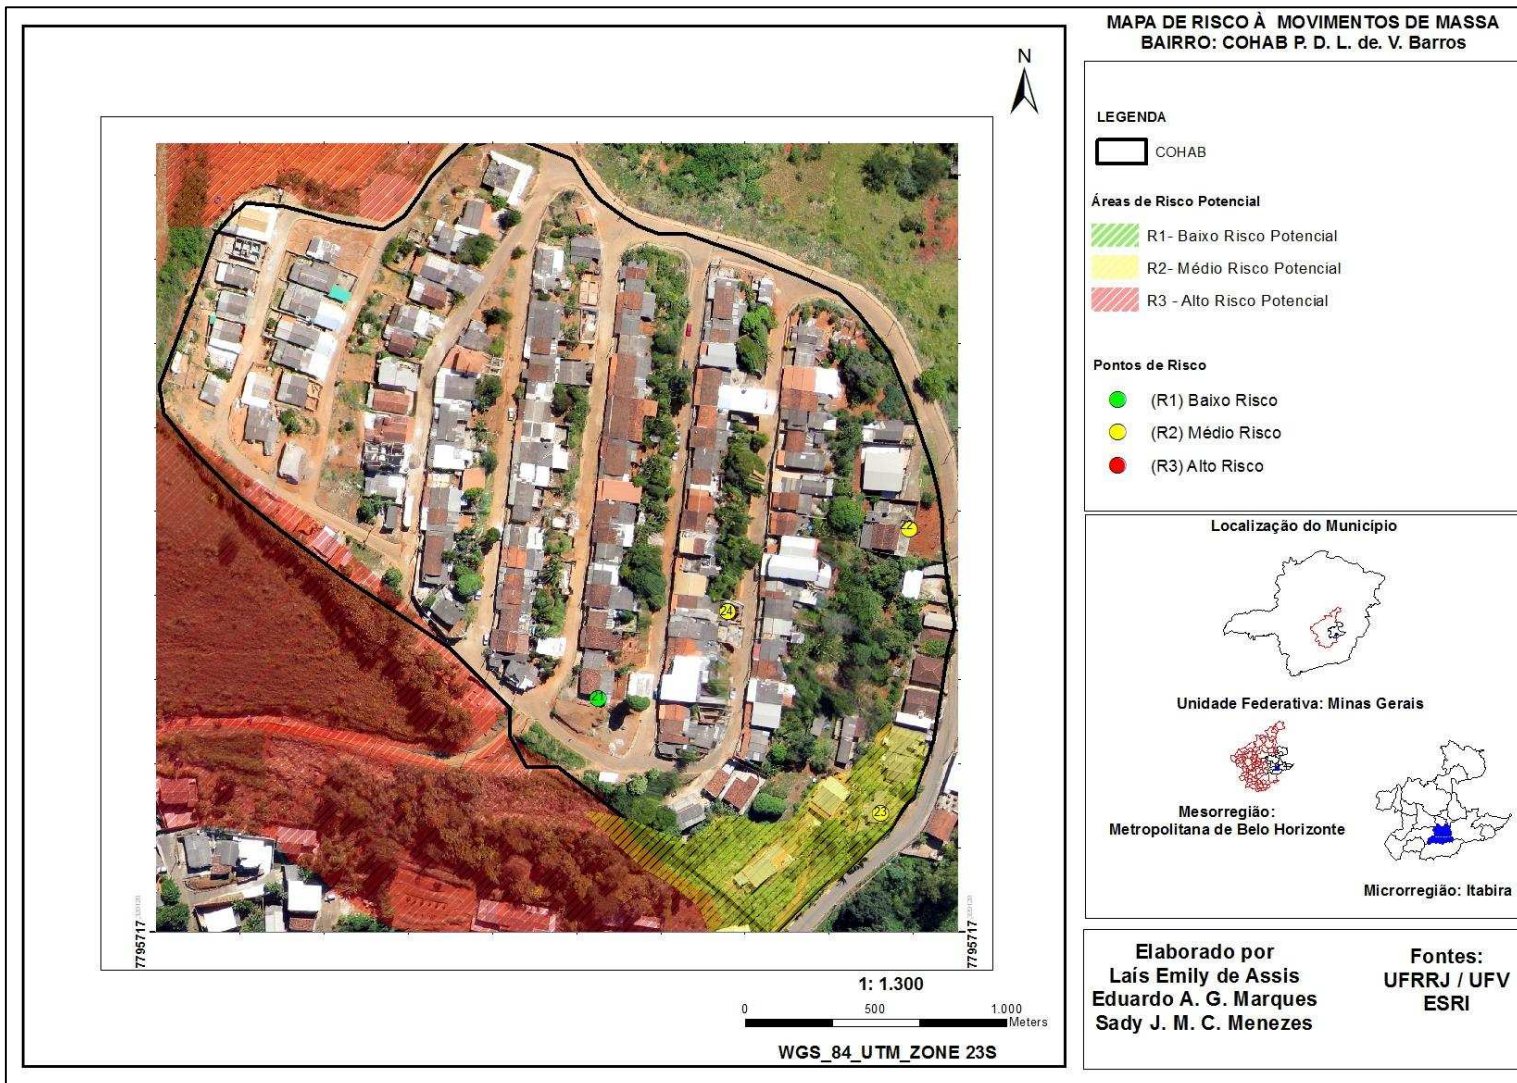 MAPA DE RISCO À MOVIMENTOS DE MASSA
BAIRRO: COHAB P. D. L. de. V. Barros
N
LEGENDA
COHAB
Áreas de Risco Potencial
R1- Baixo Risco Potencial
R2- Médio Risco Potencial
R3 - Alto Risco Potencial
Pontos de Risco
(R1) Baixo Risco
(R2) Médio Risco
(R3) Alto Risco
22
24
21
23
7795717
7795717
Localização do Município
Unidade Federativa: Minas Gerais
Mesorregião:
Metropolitana de Belo Horizonte
Microrregião: Itabira
1: 1.300
0 500 1.000
Meters
WGS_84_UTM_ZONE 23S
Elaborado por
Laís Emily de Assis
Eduardo A. G. Marques
Sady J. M. C. Menezes
Fontes:
UFRRJ / UFV
ESRI